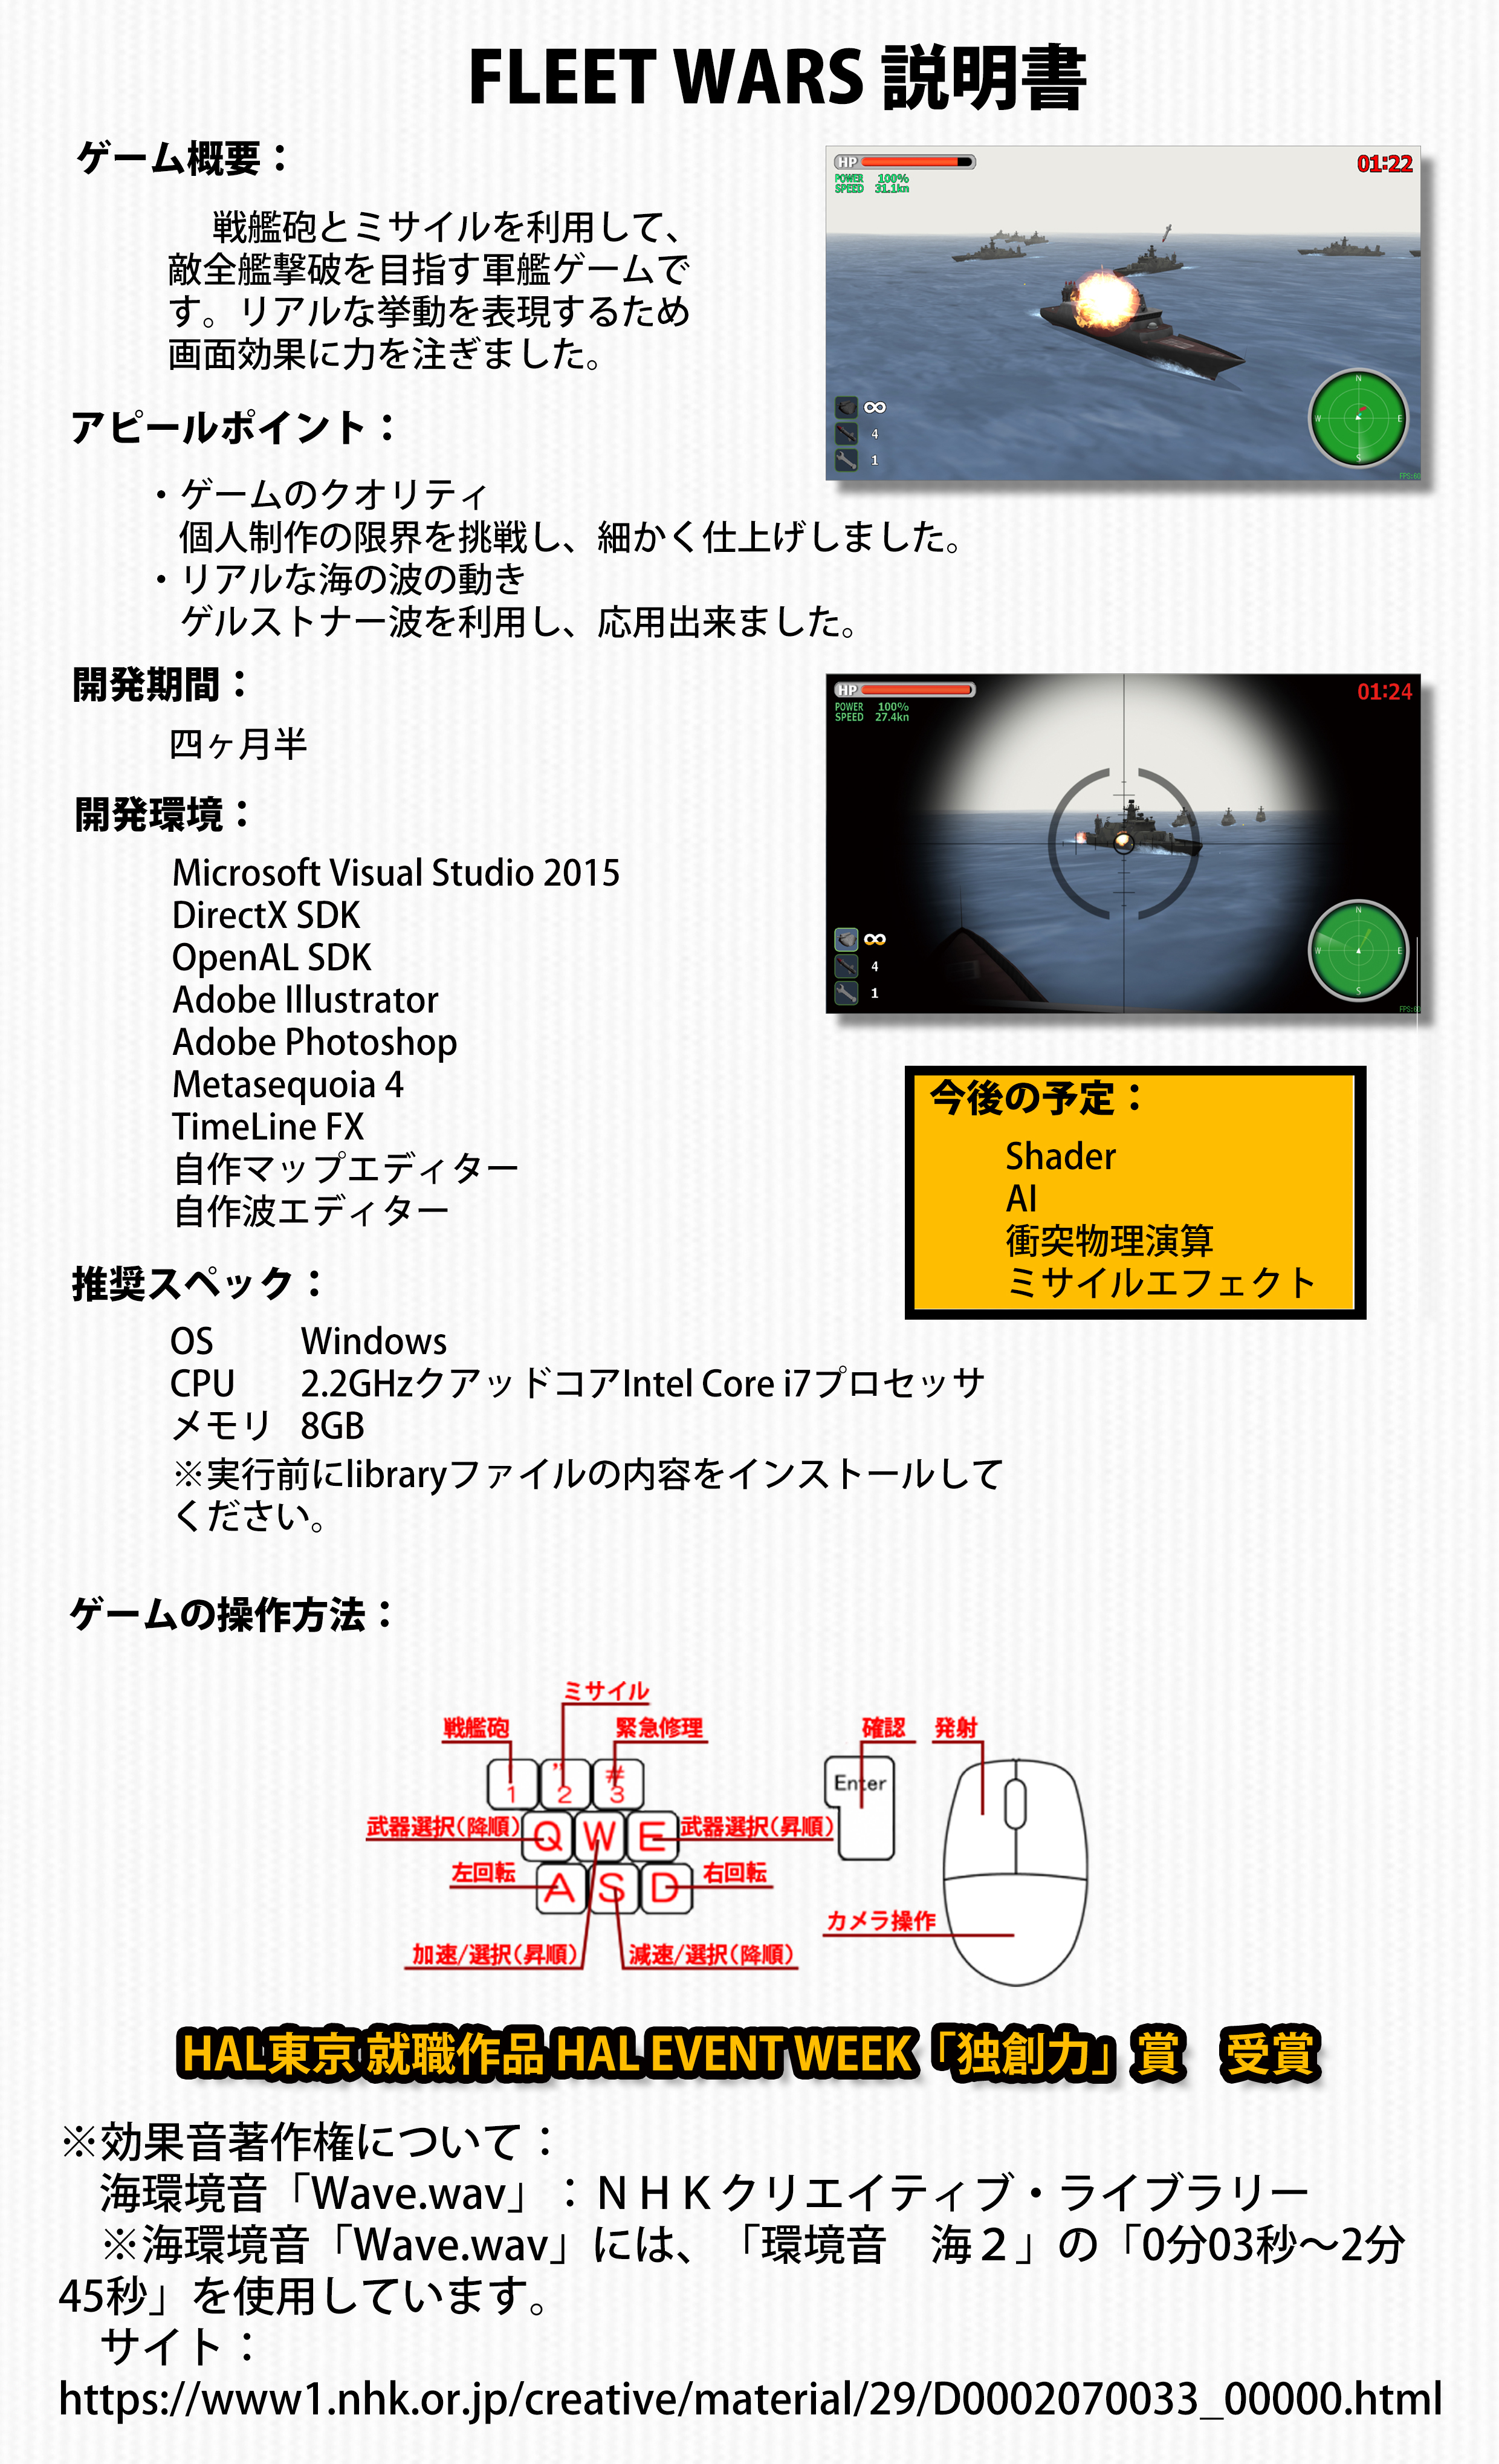 FLEET WARS 説明書
ゲーム概要：
戦艦砲とミサイルを利用して、
敵全艦撃破を目指す軍艦ゲームで
す。リアルな挙動を表現するため
画面効果に力を注ぎました。
HP
01:22
POWER 100%
SPEED 31.1kn
N
W
E
S
∞
4
1
FPS:60
アピールポイント：
・ゲームのクオリティ
個人制作の限界を挑戦し、細かく仕上げしました。
・リアルな海の波の動き
ゲルストナー波を利用し、応用出来ました。
開発期間：
四ヶ月半
HP
01:24
POWER 100%
SPEED 27.4kn
N
W
E
S
∞
4
1
開発環境：
Microsoft Visual Studio 2015
DirectX SDK
OpenAL SDK
Adobe Illustrator
Adobe Photoshop
Metasequoia 4
TimeLine FX
自作マップエディター
自作波エディター
今後の予定：
Shader
AI
衝突物理演算
ミサイルエフェクト
推奨スペック：
OS Windows
CPU 2.2GHzクアッドコアIntel Core i7プロセッサ
メモリ 8GB
※実行前にlibraryファイルの内容をインストールして
ください。
ゲームの操作方法：
ミサイル
戦艦砲 緊急修理 確認 発射
" #
1 2 3
Enter
武器選択(降順) Q W E 武器選択(昇順)
左回転 A S D 右回転
カメラ操作
加速/選択(昇順) 減速/選択(降順)
HAL東京 就職作品 HAL EVENT WEEK「独創力」賞　受賞
※効果音著作権について：
海環境音「Wave.wav」：ＮＨＫクリエイティブ・ライブラリー
※海環境音「Wave.wav」には、「環境音　海２」の「0分03秒～2分
45秒」を使用しています。
サイト：
https://www1.nhk.or.jp/creative/material/29/D0002070033_00000.html